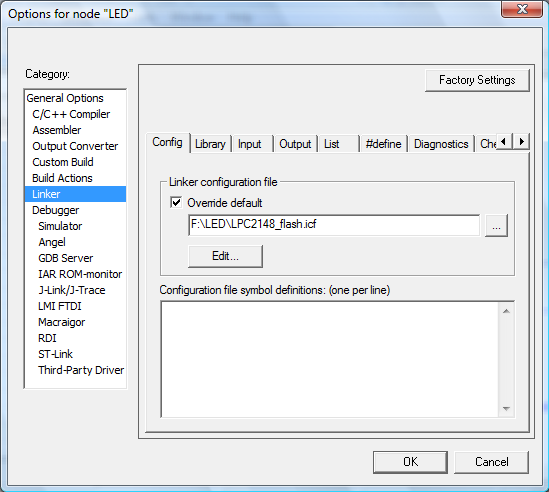 Options for node "LED"
Category:
Factory Settings
General Options
C/C++ Compiler
Assembler
Output Converter
Custom Build
Build Actions
Linker
Debugger
Simulator
Angel
GDB Server
IAR ROM-monitor
J-Link/J-Trace
LMI FTDI
Macraigor
RDI
ST-Link
Third-Party Driver
Config Library Input Output List #define Diagnostics Che
Linker configuration file
Override default
F:\LED\LPC2148_flash.icf
...
Edit...
Configuration file symbol definitions: (one per line)
OK Cancel